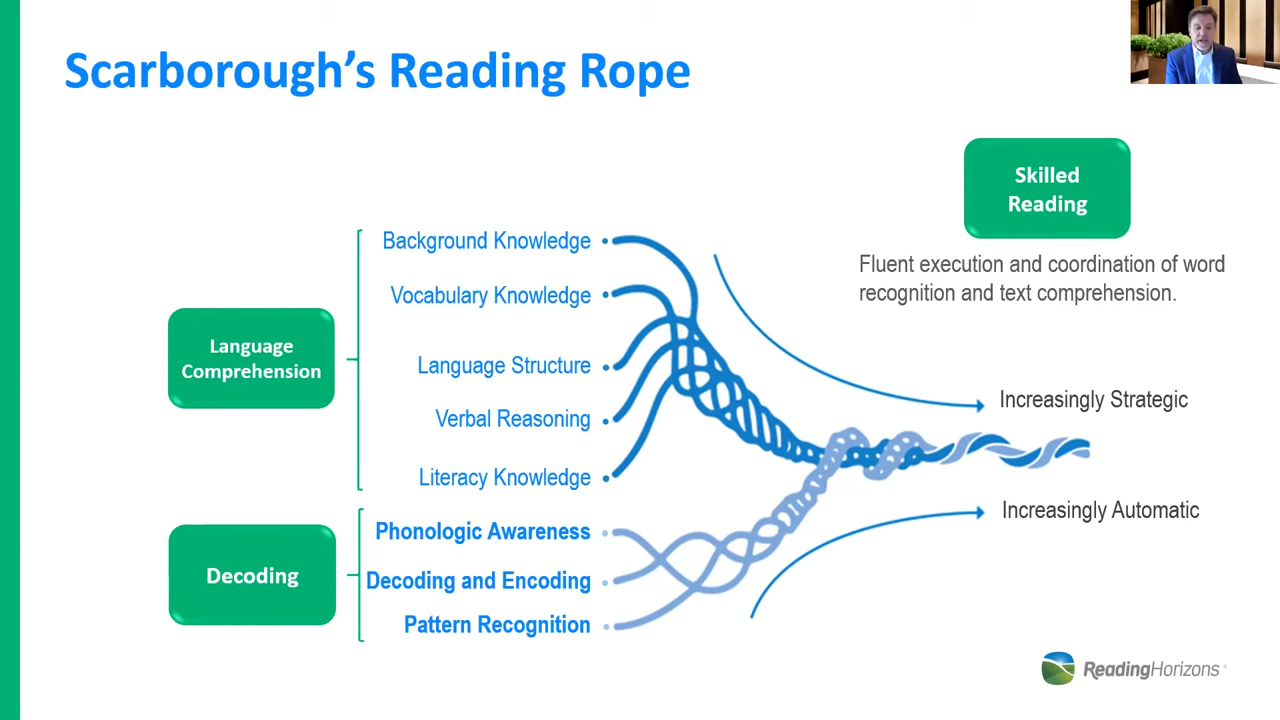 Scarborough’s Reading Rope
Skilled
Reading
Fluent execution and coordination of word
recognition and text comprehension.
Language
Comprehension
Background Knowledge
Vocabulary Knowledge
Language Structure
Verbal Reasoning
Literacy Knowledge
Increasingly Strategic
Decoding
Phonologic Awareness
Decoding and Encoding
Pattern Recognition
Increasingly Automatic
ReadingHorizons